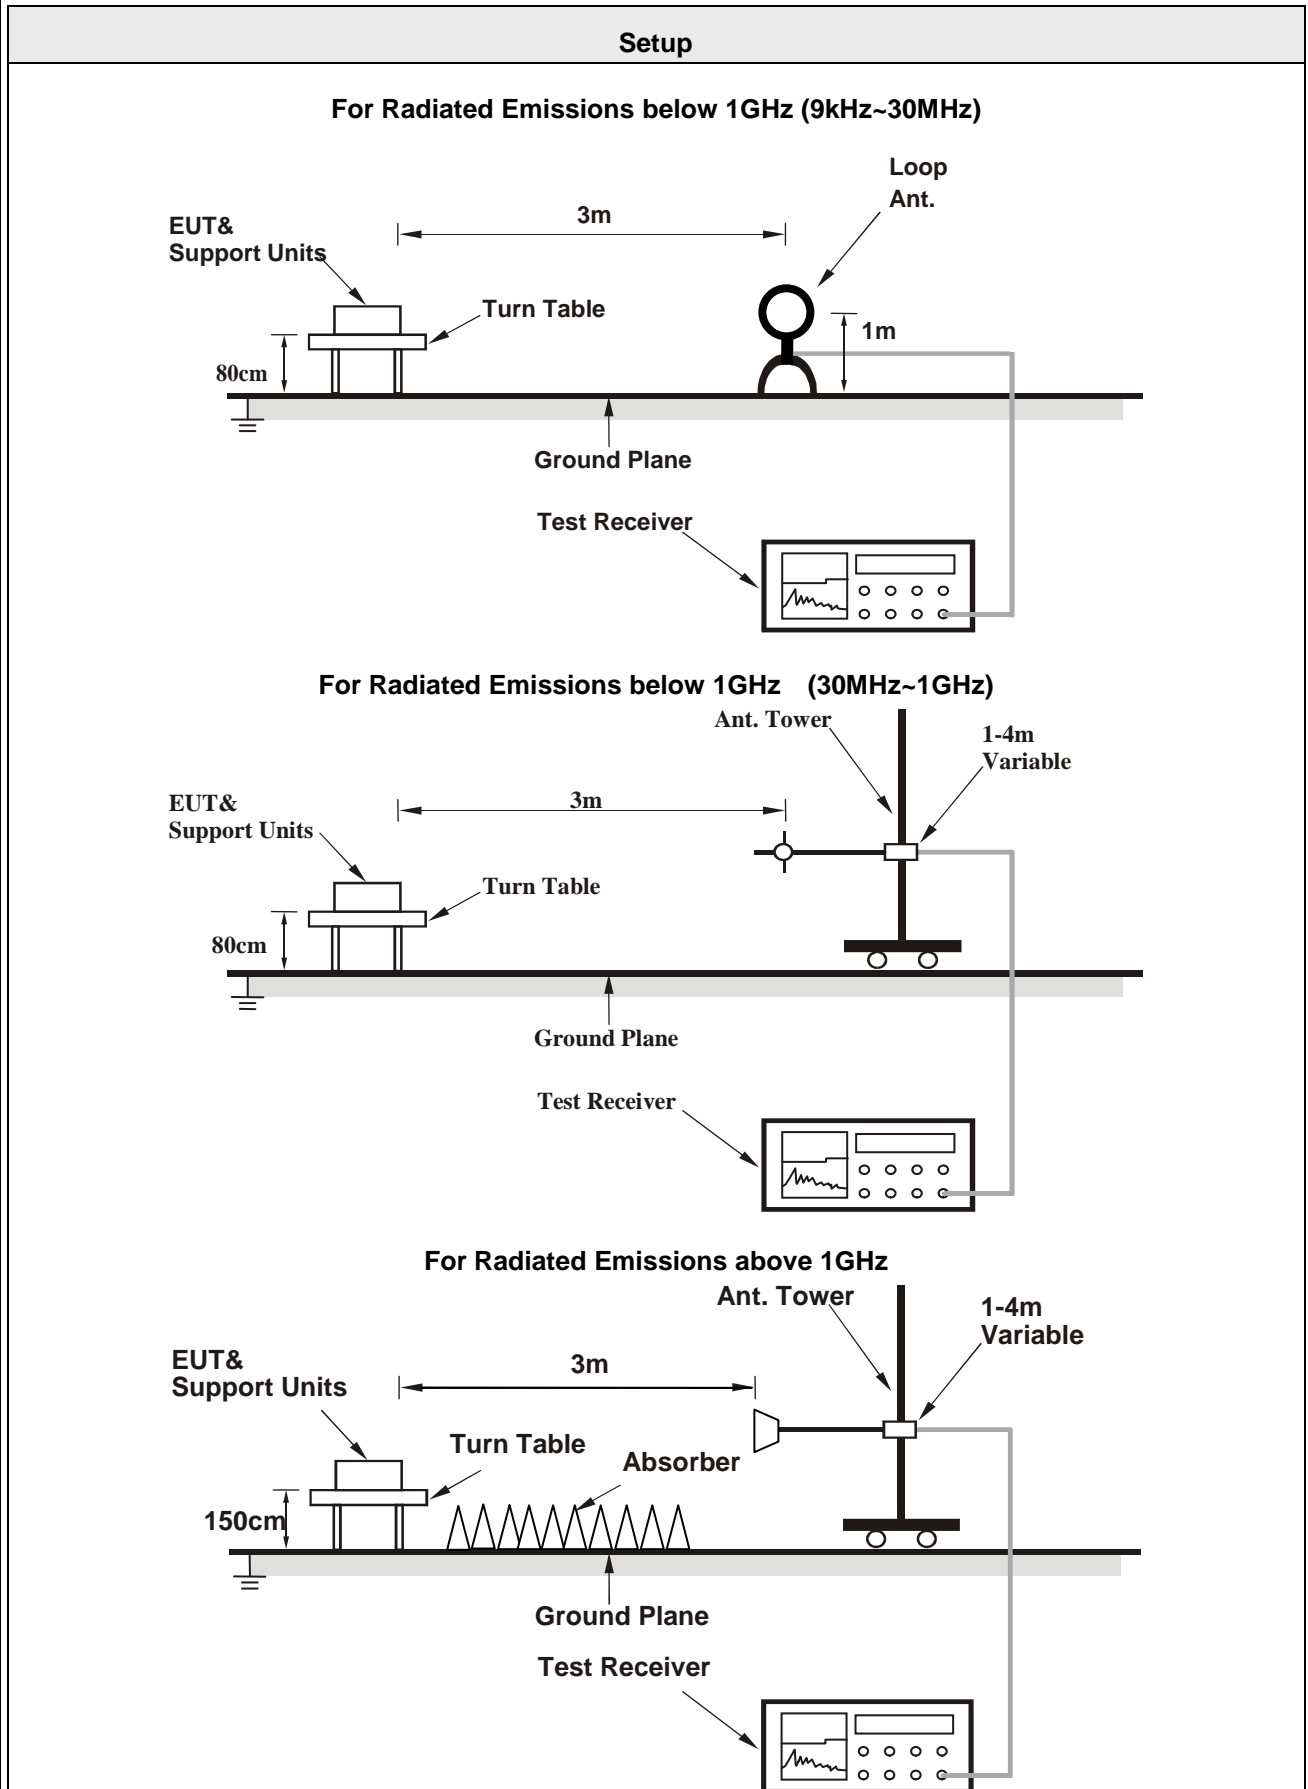 Setup
For Radiated Emissions below 1GHz (9kHz~30MHz)
Loop
Ant.
3m
EUT&
Support Units
Turn Table
1m
80cm
Ground Plane
Test Receiver
For Radiated Emissions below 1GHz (30MHz~1GHz)
Ant. Tower
1-4m
Variable
3m
EUT&
Support Units
Turn Table
80cm
Ground Plane
Test Receiver
For Radiated Emissions above 1GHz
Ant. Tower
1-4m
Variable
3m
EUT&
Support Units
Turn Table
Absorber
150cm
Ground Plane
Test Receiver